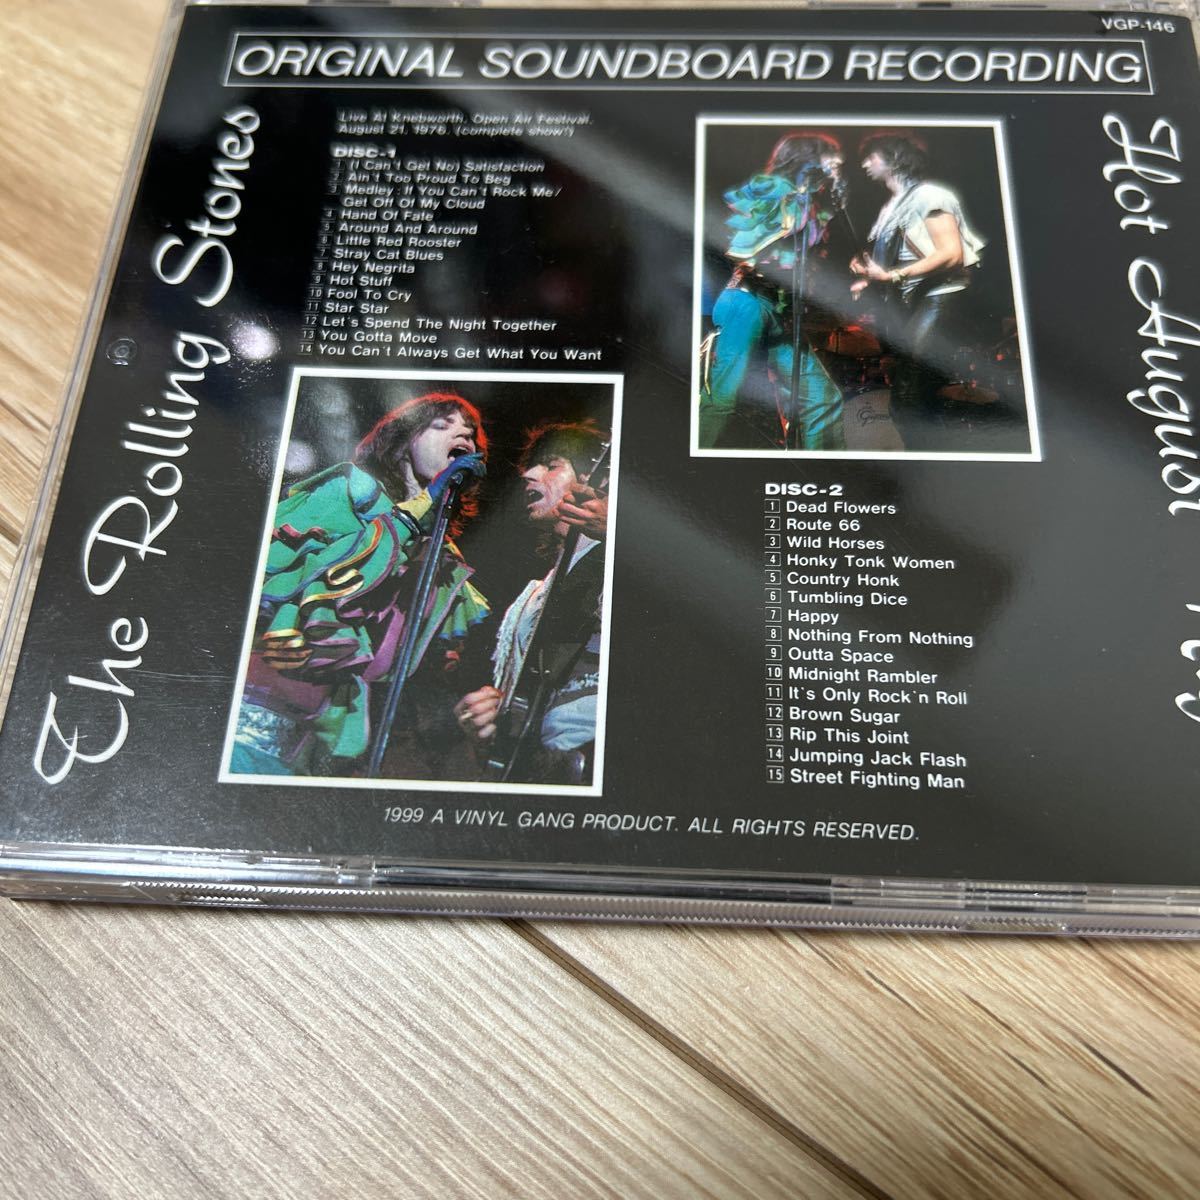 VGP-146
ORIGINAL SOUNDBOARD RECORDING
The Rolling Stones
Hot August
Live At Knebworth, Open Air Festival,
August 21, 1976. (complete show!)
DISC-1
1 (I Can't Get No) Satisfaction
2 Ain't Too Proud To Beg
3 Medley : If You Can't Rock Me/
Get Off Of My Cloud
4 Hand Of Fate
5 Around And Around
6 Little Red Rooster
7 Stray Cat Blues
8 Hey Negrita
9 Hot Stuff
10 Fool To Cry
11 Star Star
12 Let's Spend The Night Together
13 You Gotta Move
14 You Can't Always Get What You Want
DISC-2
1 Dead Flowers
2 Route 66
3 Wild Horses
4 Honky Tonk Women
5 Country Honk
6 Tumbling Dice
7 Happy
8 Nothing From Nothing
9 Outta Space
10 Midnight Rambler
11 It's Only Rock'n Roll
12 Brown Sugar
13 Rip This Joint
14 Jumping Jack Flash
15 Street Fighting Man
1999 A VINYL GANG PRODUCT. ALL RIGHTS RESERVED.